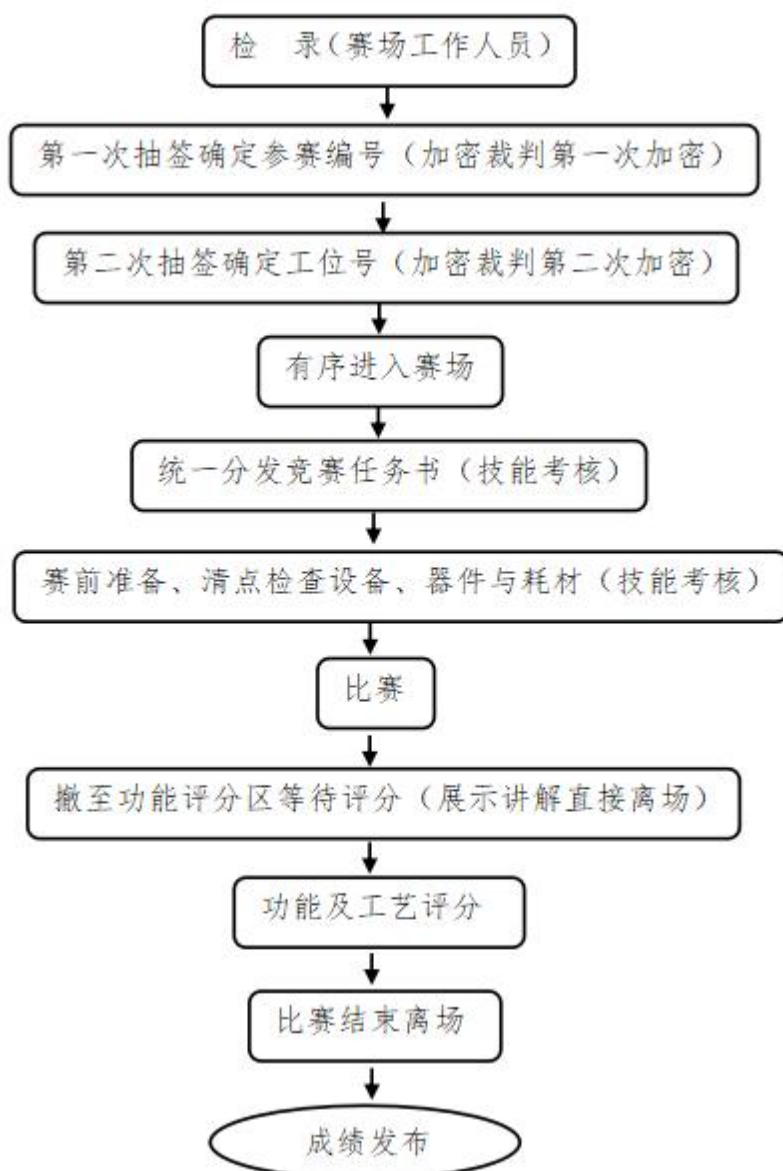 检 录（赛场工作人员）
第一次抽签确定参赛编号（加密裁判第一次加密）
第二次抽签确定工位号（加密裁判第二次加密）
有序进入赛场
统一分发竞赛任务书（技能考核）
赛前准备、清点检查设备、器件与耗材（技能考核）
比赛
撤至功能评分区等待评分（展示讲解直接离场）
功能及工艺评分
比赛结束离场
成绩发布